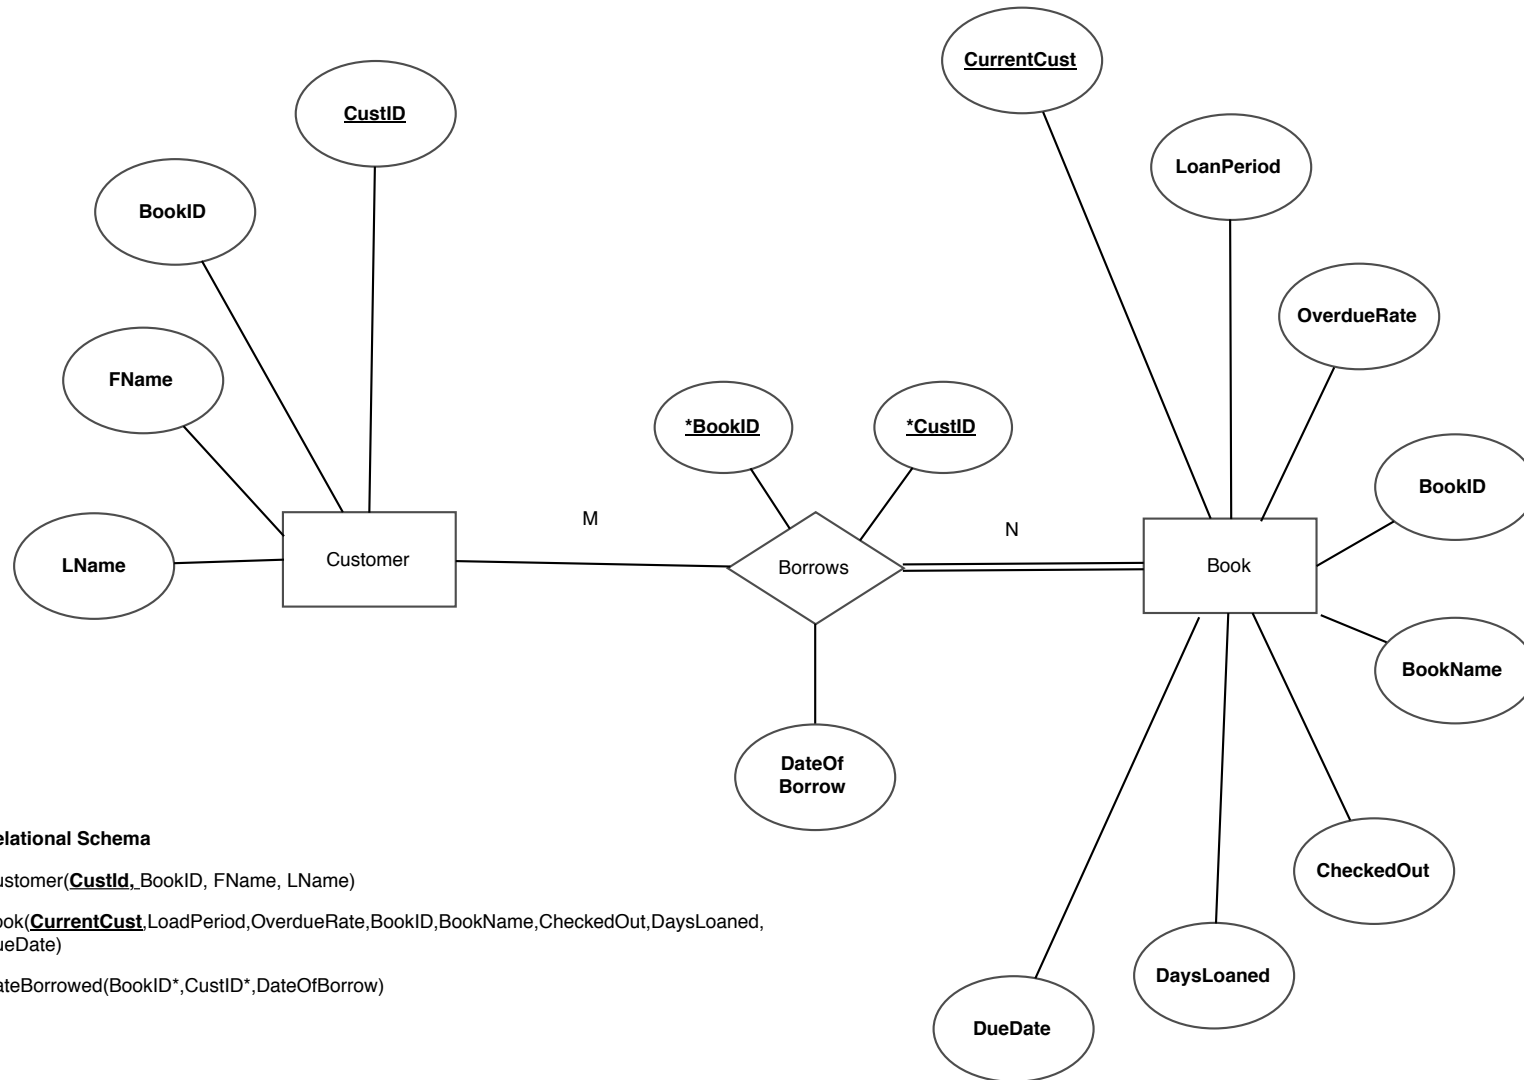 CurrentCust
CustID
LoanPeriod
BookID
OverdueRate
FName
*BookID
*CustID
BookID
M
N
LName
Customer
Borrows
Book
BookName
DateOf
Borrow
CheckedOut
DaysLoaned
DueDate
elational Schema
ustomer(CustId, BookID, FName, LName)
ook(CurrentCust,LoadPeriod,OverdueRate,BookID,BookName,CheckedOut,DaysLoaned,
ueDate)
ateBorrowed(BookID*,CustID*,DateOfBorrow)